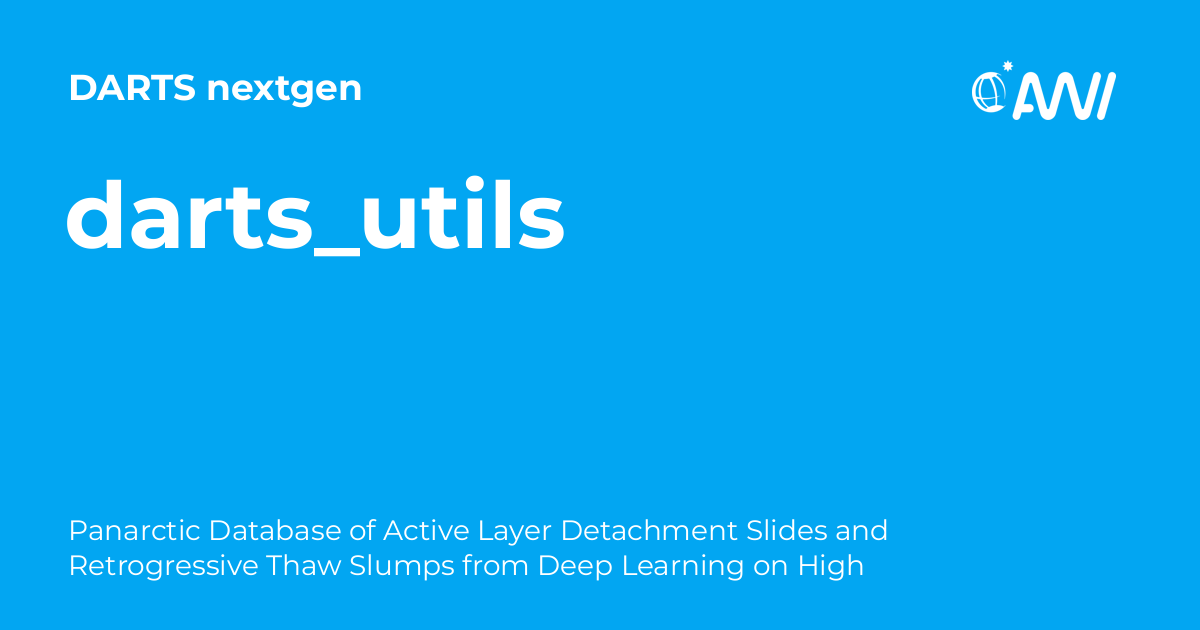 DARTS nextgen
AWI
darts_utils
Panarctic Database of Active Layer Detachment Slides and
Retrogressive Thaw Slumps from Deep Learning on High